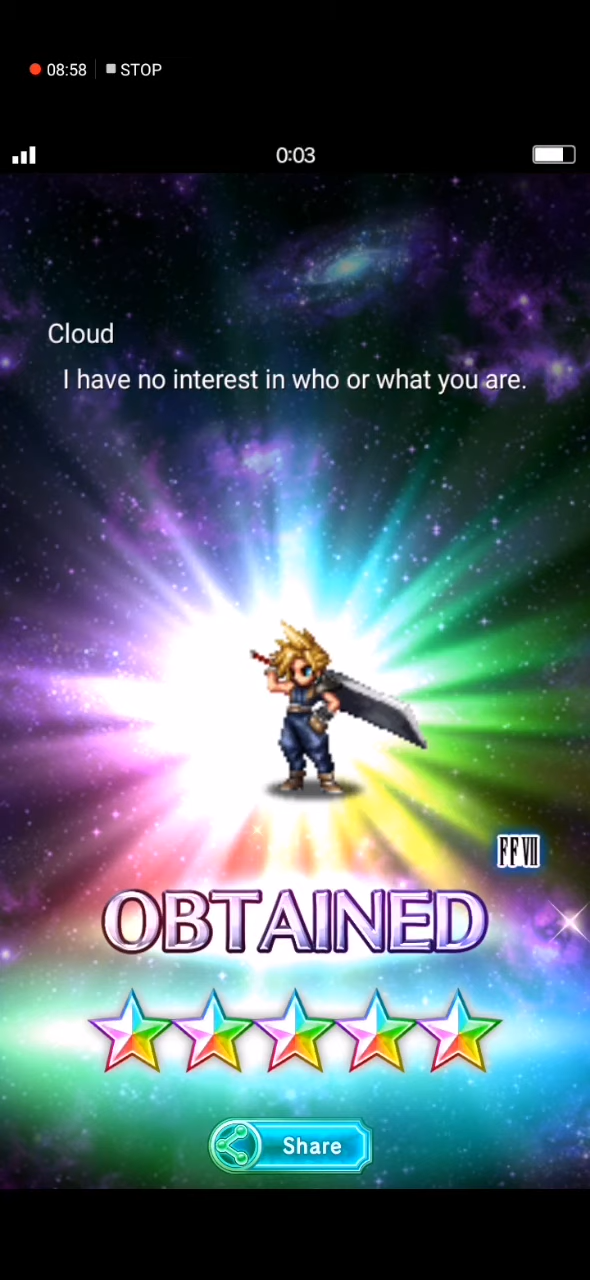 08:58 STOP
0:03
Cloud
I have no interest in who or what you are.
FFVII
OBTAINED
Share